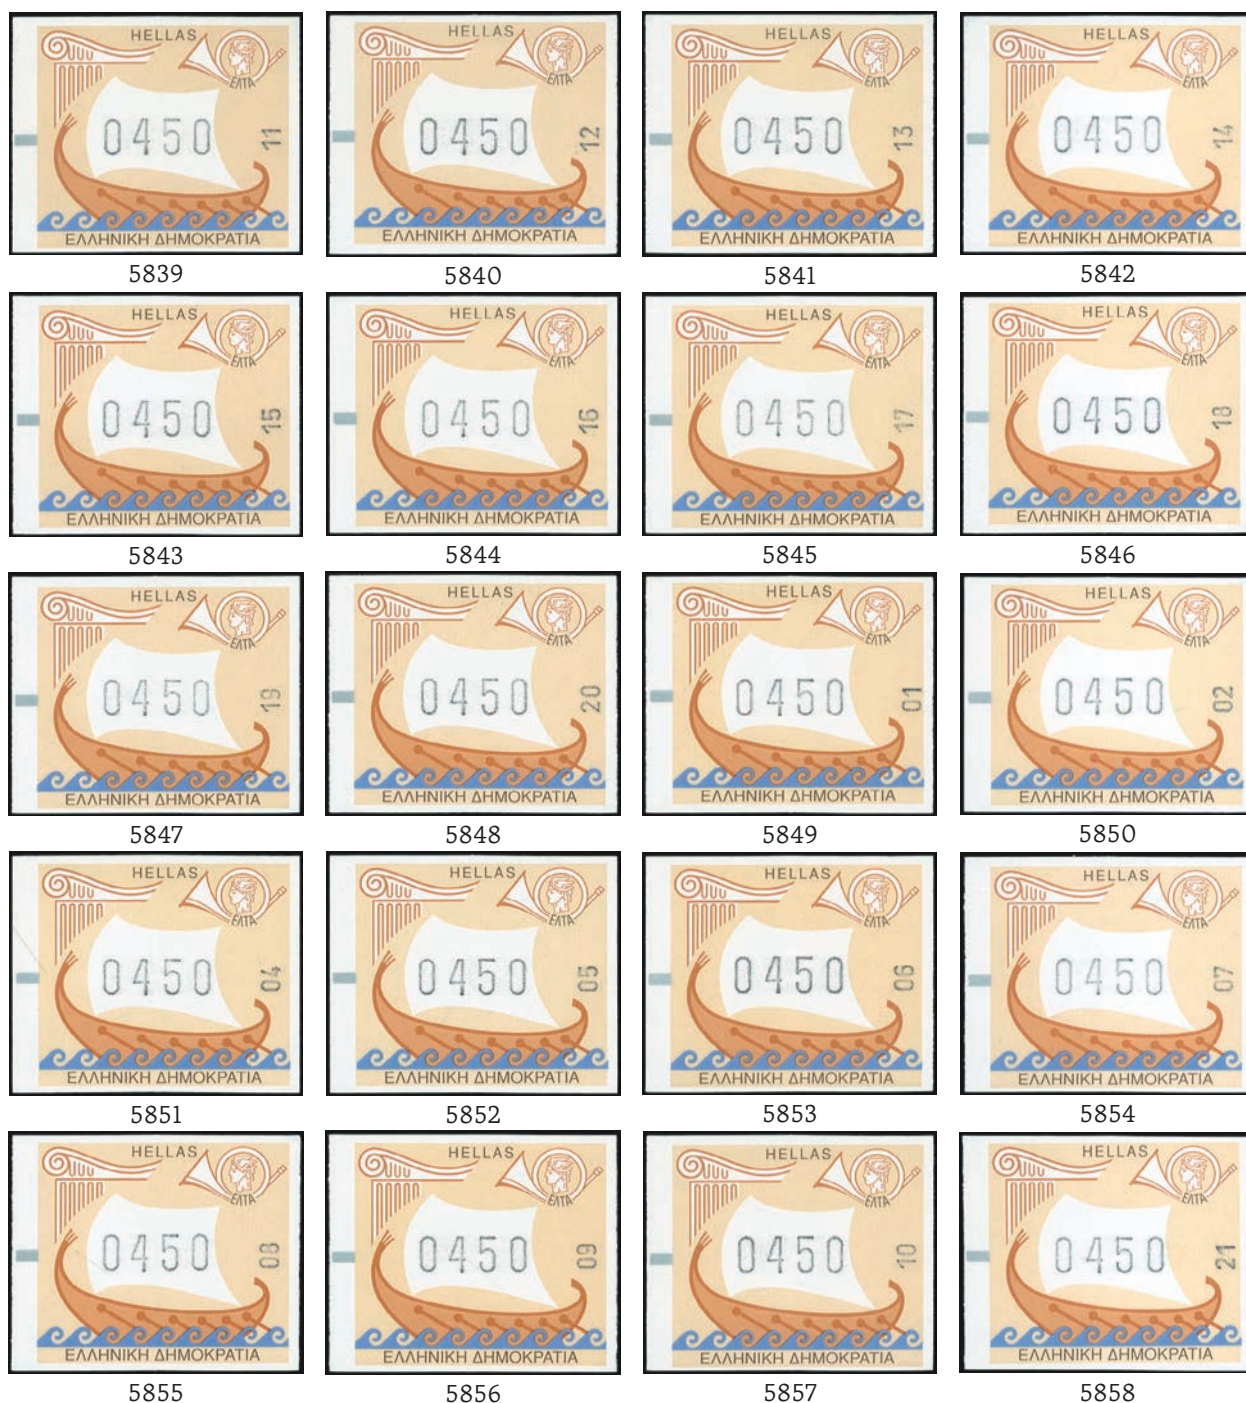 HELLAS HELLAS HELLAS HELLAS
ΕΛΤΑ ΕΛΤΑ ΕΛΤΑ ΕΛΤΑ
0450 11 0450 12 0450 13 0450 14
ΕΛΛΗΝΙΚΗ ΔΗΜΟΚΡΑΤΙΑ ΕΛΛΗΝΙΚΗ ΔΗΜΟΚΡΑΤΙΑ ΕΛΛΗΝΙΚΗ ΔΗΜΟΚΡΑΤΙΑ ΕΛΛΗΝΙΚΗ ΔΗΜΟΚΡΑΤΙΑ
5839 5840 5841 5842
HELLAS HELLAS HELLAS HELLAS
ΕΛΤΑ ΕΛΤΑ ΕΛΤΑ ΕΛΤΑ
0450 15 0450 16 0450 17 0450 18
ΕΛΛΗΝΙΚΗ ΔΗΜΟΚΡΑΤΙΑ ΕΛΛΗΝΙΚΗ ΔΗΜΟΚΡΑΤΙΑ ΕΛΛΗΝΙΚΗ ΔΗΜΟΚΡΑΤΙΑ ΕΛΛΗΝΙΚΗ ΔΗΜΟΚΡΑΤΙΑ
5843 5844 5845 5846
HELLAS HELLAS HELLAS HELLAS
ΕΛΤΑ ΕΛΤΑ ΕΛΤΑ ΕΛΤΑ
0450 19 0450 20 0450 01 0450 02
ΕΛΛΗΝΙΚΗ ΔΗΜΟΚΡΑΤΙΑ ΕΛΛΗΝΙΚΗ ΔΗΜΟΚΡΑΤΙΑ ΕΛΛΗΝΙΚΗ ΔΗΜΟΚΡΑΤΙΑ ΕΛΛΗΝΙΚΗ ΔΗΜΟΚΡΑΤΙΑ
5847 5848 5849 5850
HELLAS HELLAS HELLAS HELLAS
ΕΛΤΑ ΕΛΤΑ ΕΛΤΑ ΕΛΤΑ
0450 04 0450 05 0450 06 0450 07
ΕΛΛΗΝΙΚΗ ΔΗΜΟΚΡΑΤΙΑ ΕΛΛΗΝΙΚΗ ΔΗΜΟΚΡΑΤΙΑ ΕΛΛΗΝΙΚΗ ΔΗΜΟΚΡΑΤΙΑ ΕΛΛΗΝΙΚΗ ΔΗΜΟΚΡΑΤΙΑ
5851 5852 5853 5854
HELLAS HELLAS HELLAS HELLAS
ΕΛΤΑ ΕΛΤΑ ΕΛΤΑ ΕΛΤΑ
0450 08 0450 09 0450 10 0450 21
ΕΛΛΗΝΙΚΗ ΔΗΜΟΚΡΑΤΙΑ ΕΛΛΗΝΙΚΗ ΔΗΜΟΚΡΑΤΙΑ ΕΛΛΗΝΙΚΗ ΔΗΜΟΚΡΑΤΙΑ ΕΛΛΗΝΙΚΗ ΔΗΜΟΚΡΑΤΙΑ
5855 5856 5857 5858